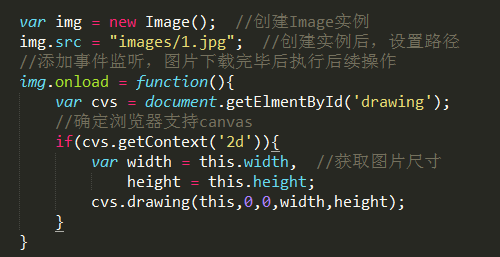 var img = new Image();  //创建Image实例
img.src = "images/1.jpg";  //创建实例后，设置路径
//添加事件监听，图片下载完毕后执行后续操作
img.onload = function(){
    var cvs = document.getElmentById('drawing');
    //确定浏览器支持canvas
    if(cvs.getContext('2d')){
        var width = this.width,  //获取图片尺寸
            height = this.height;
        cvs.drawing(this,0,0,width,height);
    }
}